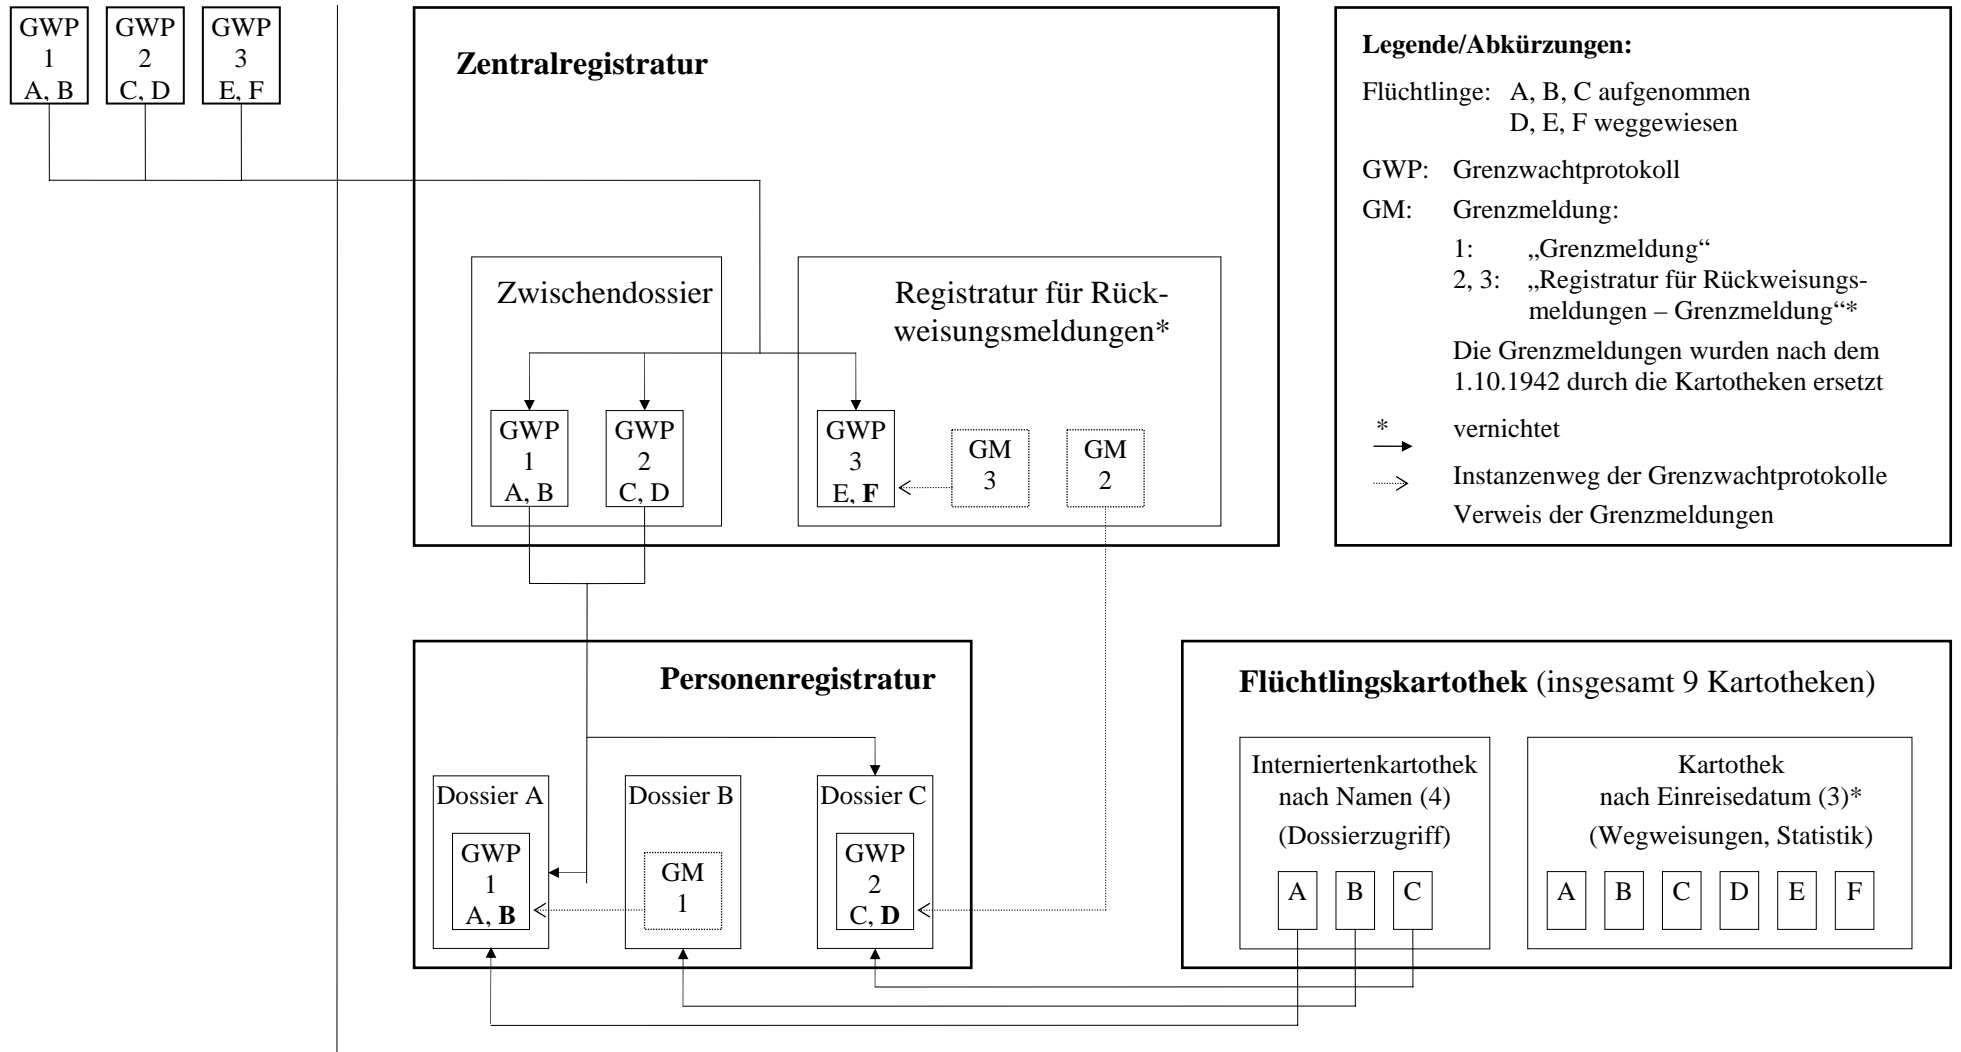 GWP
1
A, B
GWP
2
C, D
GWP
3
E, F
Zentralregistratur
Zwischendossier
GWP
1
A, B
GWP
2
C, D
Registratur für Rück-
weisungsmeldungen*
GWP
3
E, F
GM
3
GM
2
Legende/Abkürzungen:
Flüchtlinge: A, B, C aufgenommen
D, E, F weggewiesen
GWP: Grenzwachtprotokoll
GM: Grenzmeldung:
1: „Grenzmeldung“
2, 3: „Registratur für Rückweisungs-
meldungen – Grenzmeldung“*
Die Grenzmeldungen wurden nach dem
1.10.1942 durch die Kartotheken ersetzt
* vernichtet
Instanzenweg der Grenzwachtprotokolle
Verweis der Grenzmeldungen
Personenregistratur
Dossier A
GWP
1
A, B
Dossier B
GM
1
Dossier C
GWP
2
C, D
Flüchtlingskartothek (insgesamt 9 Kartotheken)
Interniertenkartothek
nach Namen (4)
(Dossierzugriff)
A B C
Kartothek
nach Einreisedatum (3)*
(Wegweisungen, Statistik)
A B C D E F